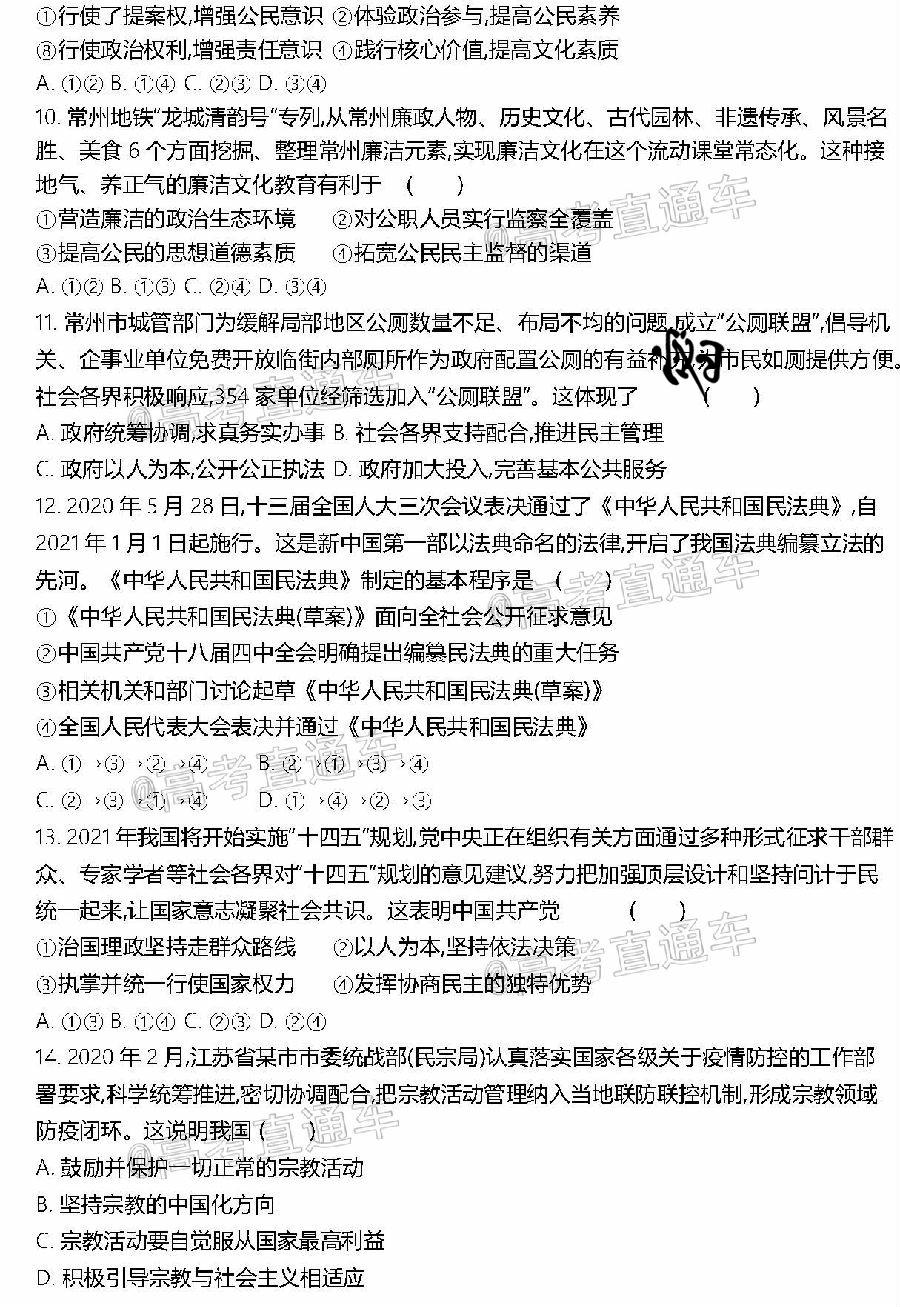 ①行使了提案权,增强公民意识 ②体验政治参与,提高公民素养
⑧行使政治权利,增强责任意识 ④践行核心价值,提高文化素质
A. ①② B. ①④ C. ②③ D. ③④
10. 常州地铁“龙城清韵号”专列,从常州廉政人物、历史文化、古代园林、非遗传承、风景名
胜、美食 6 个方面挖掘、整理常州廉洁元素,实现廉洁文化在这个流动课堂常态化。这种接
地气、养正气的廉洁文化教育有利于 ( )
①营造廉洁的政治生态环境 ②对公职人员实行监察全覆盖
③提高公民的思想道德素质 ④拓宽公民民主监督的渠道
A. ①② B. ①③ C. ②④ D. ③④
11. 常州市城管部门为缓解局部地区公厕数量不足、布局不均的问题,成立“公厕联盟”,倡导机
关、企事业单位免费开放临街内部厕所作为政府配置公厕的有益补充,为市民如厕提供方便。
社会各界积极响应,354 家单位经筛选加入“公厕联盟”。这体现了 ( )
A. 政府统筹协调,求真务实办事 B. 社会各界支持配合,推进民主管理
C. 政府以人为本,公开公正执法 D. 政府加大投入,完善基本公共服务
12. 2020 年 5 月 28 日,十三届全国人大三次会议表决通过了《中华人民共和国民法典》,自
2021 年 1 月 1 日起施行。这是新中国第一部以法典命名的法律,开启了我国法典编纂立法的
先河。《中华人民共和国民法典》制定的基本程序是 ( )
①《中华人民共和国民法典(草案)》面向全社会公开征求意见
②中国共产党十八届四中全会明确提出编纂民法典的重大任务
③相关机关和部门讨论起草《中华人民共和国民法典(草案)》
④全国人民代表大会表决并通过《中华人民共和国民法典》
A. ①→③→②→④ B. ②→①→③→④
C. ②→③→①→④ D. ①→④→②→③
13. 2021 年我国将开始实施“十四五”规划,党中央正在组织有关方面通过多种形式征求干部群
众、专家学者等社会各界对“十四五”规划的意见建议,努力把加强顶层设计和坚持问计于民
统一起来,让国家意志凝聚社会共识。这表明中国共产党 ( )
①治国理政坚持走群众路线 ②以人为本,坚持依法决策
③执掌并统一行使国家权力 ④发挥协商民主的独特优势
A. ①③ B. ①④ C. ②③ D. ②④
14. 2020 年 2 月,江苏省某市市委统战部(民宗局)认真落实国家各级关于疫情防控的工作部
署要求,科学统筹推进,密切协调配合,把宗教活动管理纳入当地联防联控机制,形成宗教领域
防疫闭环。这说明我国 ( )
A. 鼓励并保护一切正常的宗教活动
B. 坚持宗教的中国化方向
C. 宗教活动要自觉服从国家最高利益
D. 积极引导宗教与社会主义相适应
@高考直通车
@高考直通车
@高考直通车
@高考直通车
@高考直通车
@高考直通车